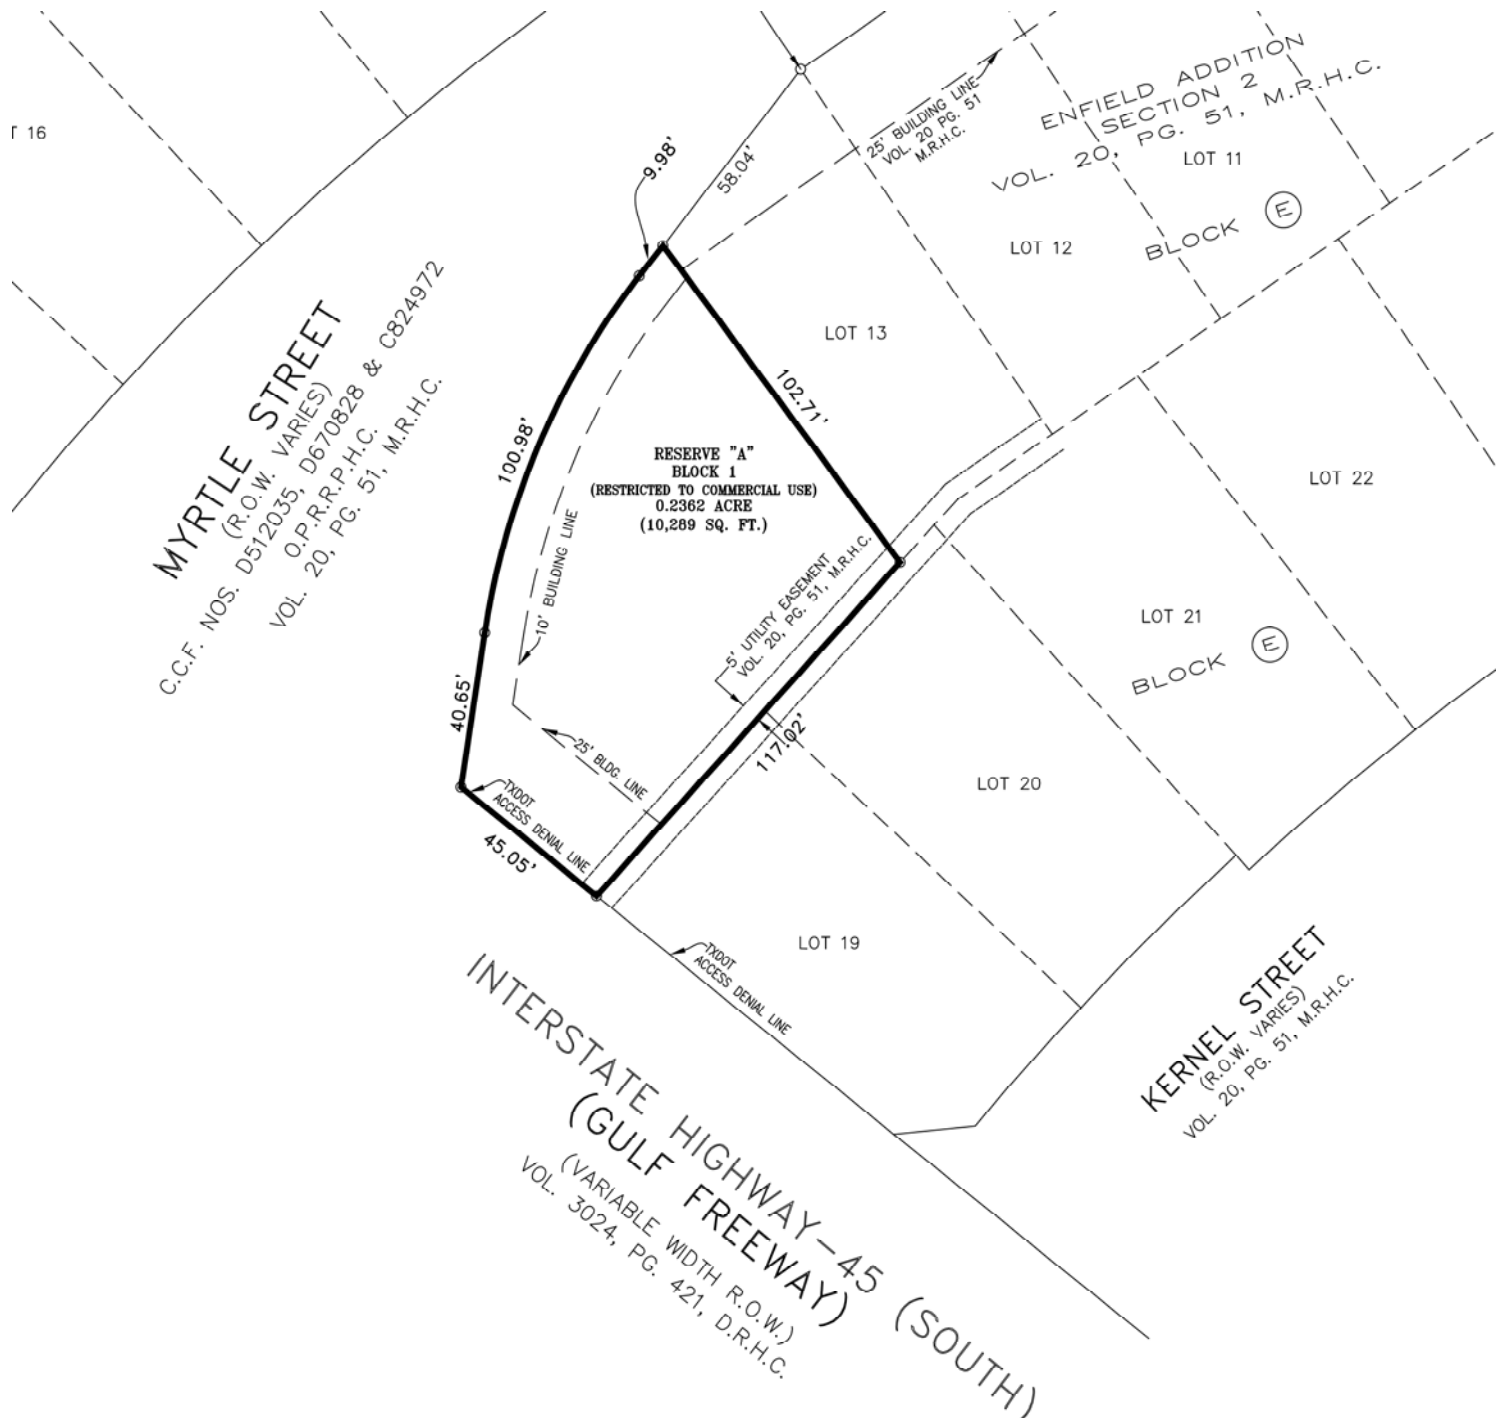 T 16
9.98'
58.04'
25' BUILDING LINE
VOL. 20 PG. 51
M.R.H.C.
ENFIELD ADDITION
SECTION 2
VOL. 20, PG. 51, M.R.H.C.
LOT 11
BLOCK E
LOT 12
LOT 13
MYRTLE STREET
(R.O.W. VARIES)
C.C.F. NOS. D512035, D670828 & C824972
O.P.R.R.P.H.C.
VOL. 20, PG. 51, M.R.H.C.
100.98'
102.71'
RESERVE "A"
BLOCK 1
(RESTRICTED TO COMMERCIAL USE)
0.2362 ACRE
(10,289 SQ. FT.)
10' BUILDING LINE
5' UTILITY EASEMENT
VOL. 20, PG. 51, M.R.H.C.
LOT 22
LOT 21
BLOCK E
40.65'
25' BLDG. LINE
117.02'
LOT 20
TXDOT
ACCESS DENIAL LINE
45.05'
LOT 19
TXDOT
ACCESS DENIAL LINE
KERNEL STREET
(R.O.W. VARIES)
VOL. 20, PG. 51, M.R.H.C.
INTERSTATE HIGHWAY-45 (SOUTH)
(GULF FREEWAY)
(VARIABLE WIDTH R.O.W.)
VOL. 3024, PG. 421, D.R.H.C.